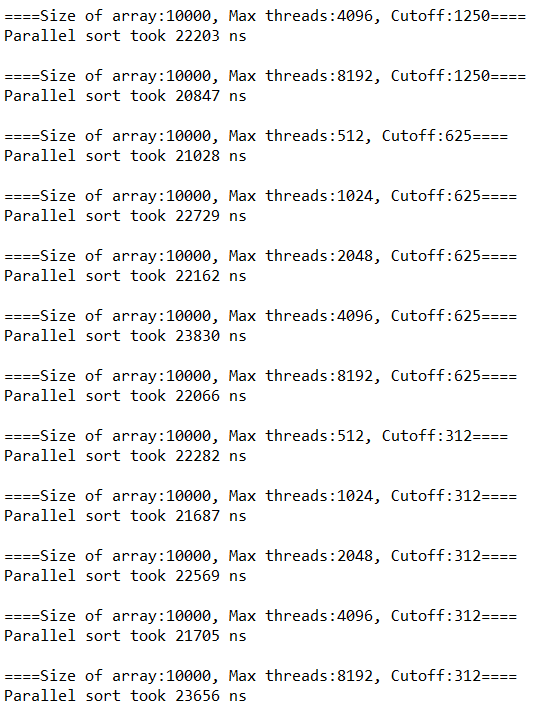 ====Size of array:10000, Max threads:4096, Cutoff:1250====
Parallel sort took 22203 ns
====Size of array:10000, Max threads:8192, Cutoff:1250====
Parallel sort took 20847 ns
====Size of array:10000, Max threads:512, Cutoff:625====
Parallel sort took 21028 ns
====Size of array:10000, Max threads:1024, Cutoff:625====
Parallel sort took 22729 ns
====Size of array:10000, Max threads:2048, Cutoff:625====
Parallel sort took 22162 ns
====Size of array:10000, Max threads:4096, Cutoff:625====
Parallel sort took 23830 ns
====Size of array:10000, Max threads:8192, Cutoff:625====
Parallel sort took 22066 ns
====Size of array:10000, Max threads:512, Cutoff:312====
Parallel sort took 22282 ns
====Size of array:10000, Max threads:1024, Cutoff:312====
Parallel sort took 21687 ns
====Size of array:10000, Max threads:2048, Cutoff:312====
Parallel sort took 22569 ns
====Size of array:10000, Max threads:4096, Cutoff:312====
Parallel sort took 21705 ns
====Size of array:10000, Max threads:8192, Cutoff:312====
Parallel sort took 23656 ns